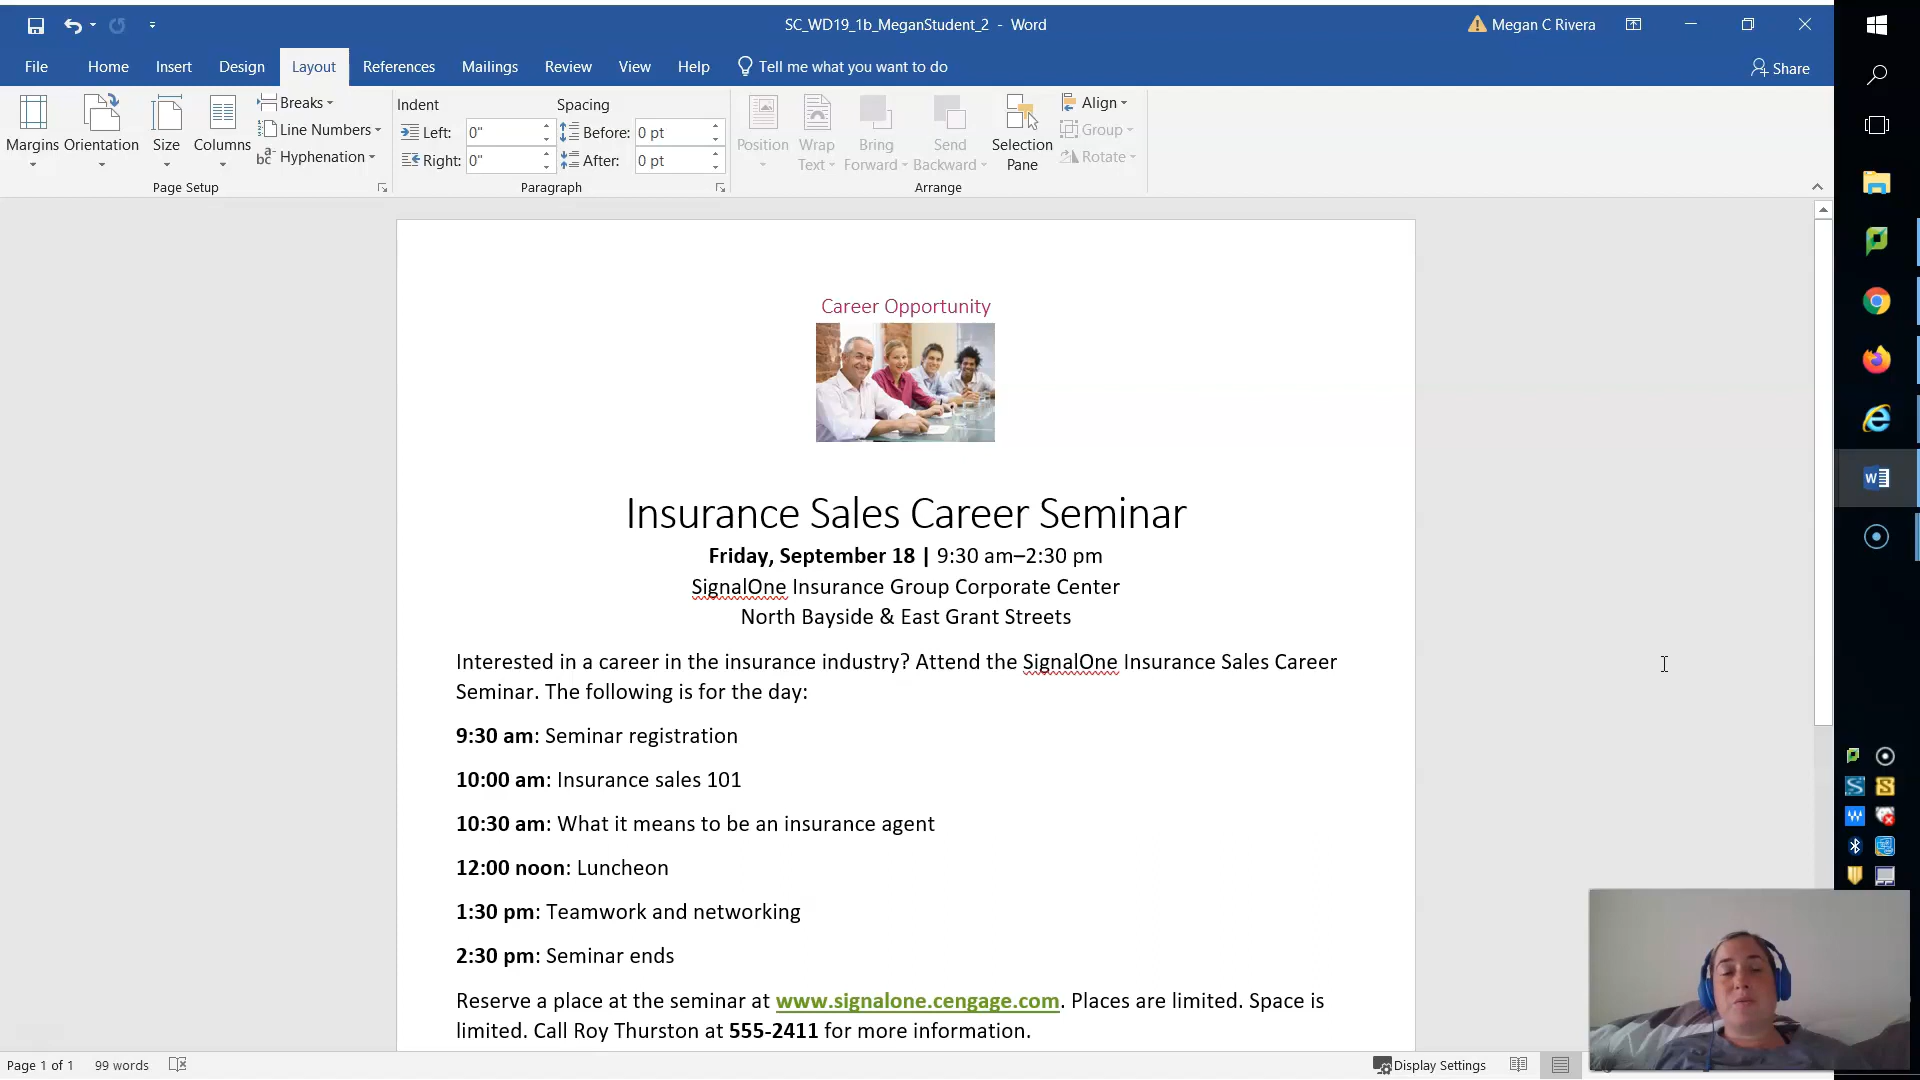 SC_WD19_1b_MeganStudent_2 - Word
Megan C Rivera
File Home Insert Design Layout References Mailings Review View Help Tell me what you want to do
Share
Margins Orientation Size Columns
Breaks
Line Numbers
Hyphenation
Page Setup
Indent Spacing
Left: 0" Before: 0 pt
Right: 0" After: 0 pt
Paragraph
Position Wrap Text Bring Forward Send Backward Selection Pane
Align
Group
Rotate
Arrange
Career Opportunity
Insurance Sales Career Seminar
Friday, September 18 | 9:30 am–2:30 pm
SignalOne Insurance Group Corporate Center
North Bayside & East Grant Streets
Interested in a career in the insurance industry? Attend the SignalOne Insurance Sales Career
Seminar. The following is for the day:
9:30 am: Seminar registration
10:00 am: Insurance sales 101
10:30 am: What it means to be an insurance agent
12:00 noon: Luncheon
1:30 pm: Teamwork and networking
2:30 pm: Seminar ends
Reserve a place at the seminar at www.signalone.cengage.com. Places are limited. Space is
limited. Call Roy Thurston at 555-2411 for more information.
Page 1 of 1 99 words Display Settings